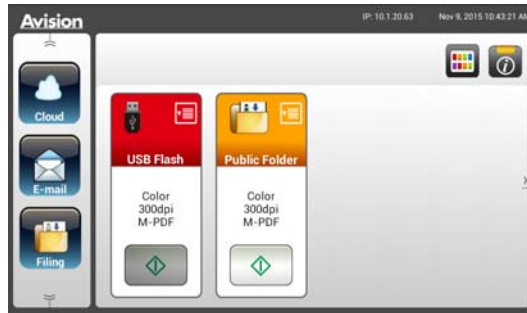 Avision
IP: 10.1.20.63 Nov 9, 2015 10:43:21 AM
Cloud
E-mail
Filing
USB Flash
Color
300dpi
M-PDF
Public Folder
Color
300dpi
M-PDF